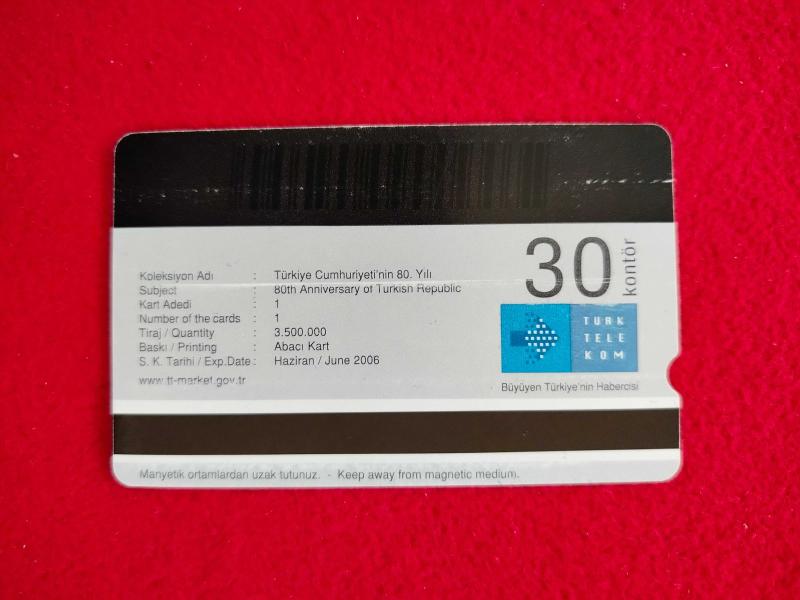 30 kontör
Koleksiyon Adı : Türkiye Cumhuriyeti'nin 80. Yılı
Subject : 80th Anniversary of Turkish Republic
Kart Adedi : 1
Number of the cards : 1
Tiraj / Quantity : 3.500.000
Baskı / Printing : Abacı Kart
S. K. Tarihi / Exp.Date : Haziran / June 2006
www.tt-market.gov.tr
TÜRK
TELE
KOM
Büyüyen Türkiye'nin Habercisi
Manyetik ortamlardan uzak tutunuz. - Keep away from magnetic medium.